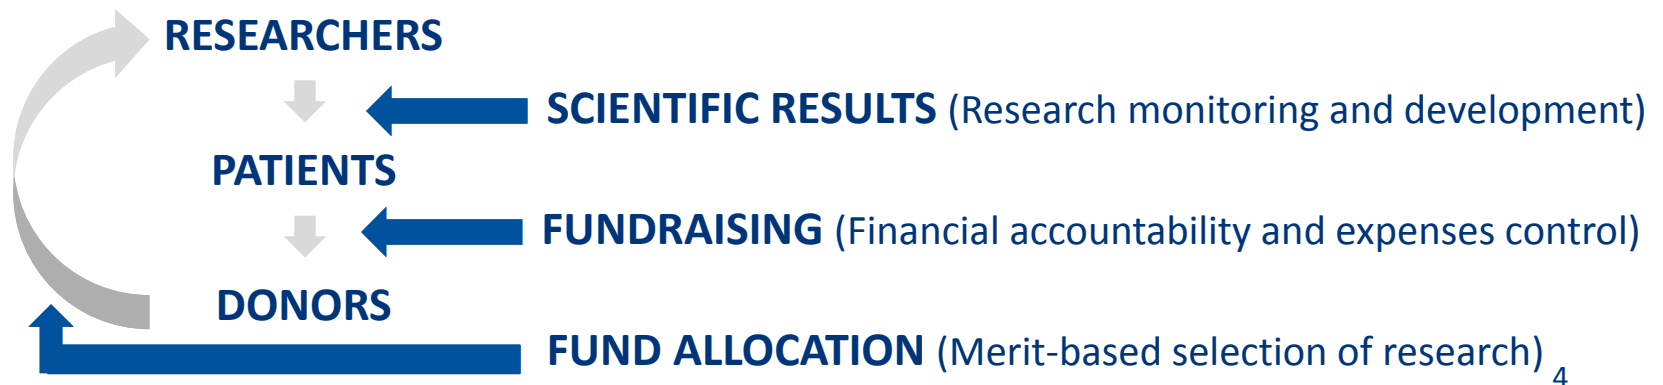 RESEARCHERS
SCIENTIFIC RESULTS (Research monitoring and development)
PATIENTS
FUNDRAISING (Financial accountability and expenses control)
DONORS
FUND ALLOCATION (Merit-based selection of research)
4